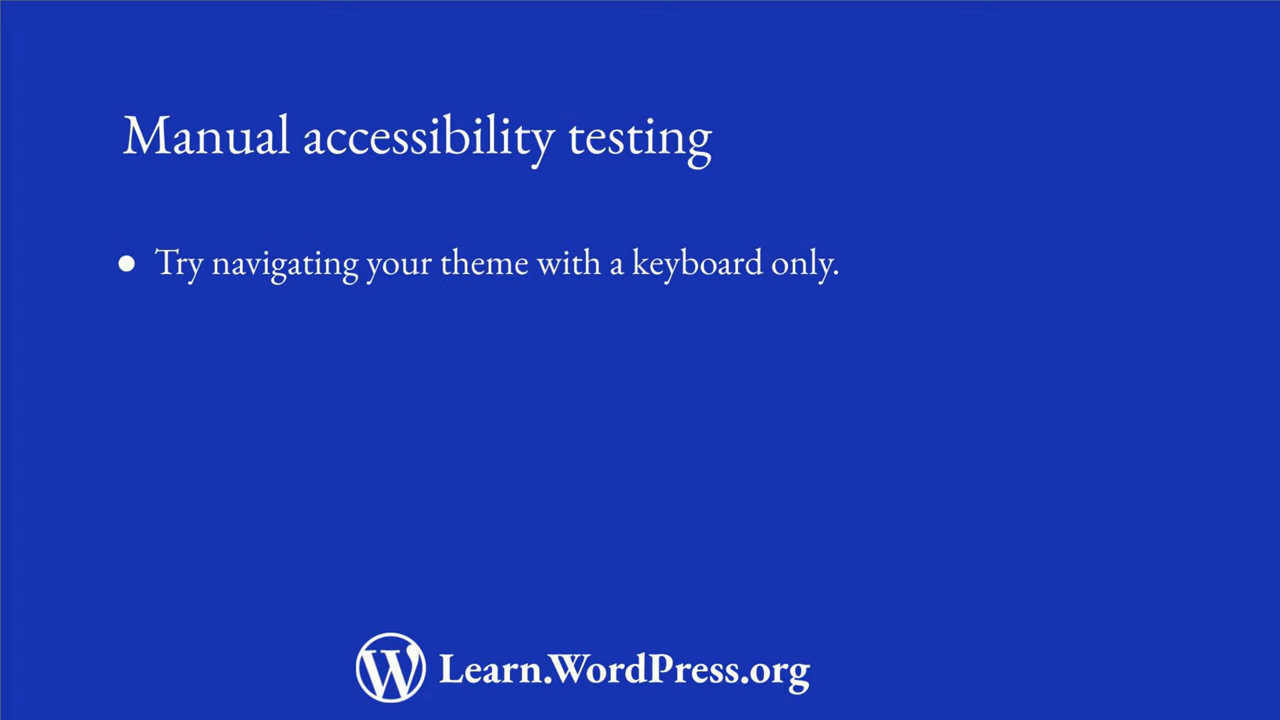 Manual accessibility testing
● Try navigating your theme with a keyboard only.
Learn.WordPress.org